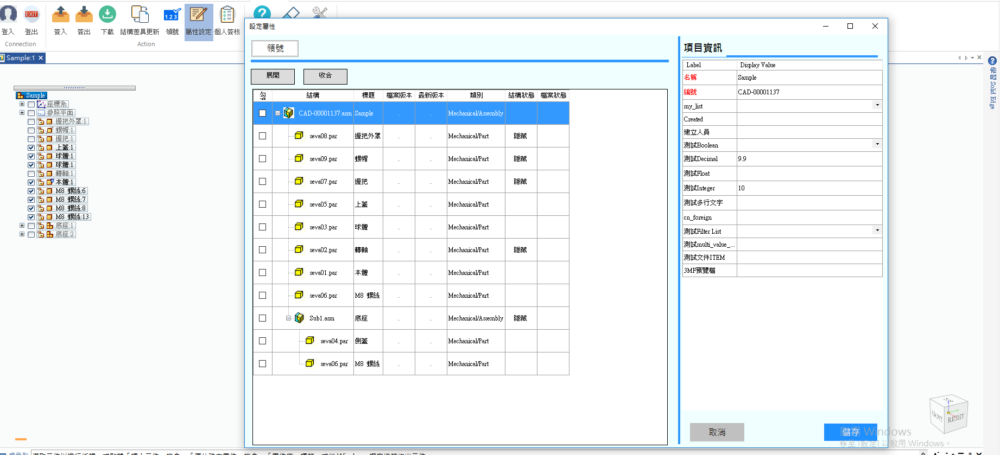 EXIT
123
登入 登出 簽入 簽出 下載 結構差異更新 領號 屬性設定 個人簽核
Connection Action
Sample:1
Sample
座標系
參照平面
握把外罩:1
螺帽:1
握把:1
上蓋:1
球體:1
球體:1
轉軸:1
本體:1
M8 螺絲:6
M8 螺絲:7
M8 螺絲:8
M8 螺絲:13
底座:1
底座:2
設定屬性
領號
展開 收合
勾選 結構 標題 檔案版本 最新版本 類別 結構狀態 檔案狀態
CAD-00001137.asm Sample . . Mechanical/Assembly
seva08.par 握把外罩 . . Mechanical/Part 隱藏
seva09.par 螺帽 . . Mechanical/Part 隱藏
seva07.par 握把 . . Mechanical/Part 隱藏
seva05.par 上蓋 . . Mechanical/Part
seva03.par 球體 . . Mechanical/Part
seva02.par 轉軸 . . Mechanical/Part 隱藏
seva01.par 本體 . . Mechanical/Part
seva06.par M8 螺絲 . . Mechanical/Part
Sub1.asm 底座 . . Mechanical/Assembly 隱藏
seva04.par 側蓋 . . Mechanical/Part
seva06.par M8 螺絲 . . Mechanical/Part
項目資訊
Label Display Value
名稱 Sample
編號 CAD-00001137
my_list
Created
建立人員
測試Boolean
測試Decimal 9.9
測試Float
測試Integer 10
測試多行文字
cn_foreign
測試Filter List
測試multi_value_...
測試文件ITEM
3MF預覽檔
取消 儲存
啟用 Windows
移至 [設定] 以啟用 Windows。
學習 Solid Edge
FRONT RIGHT